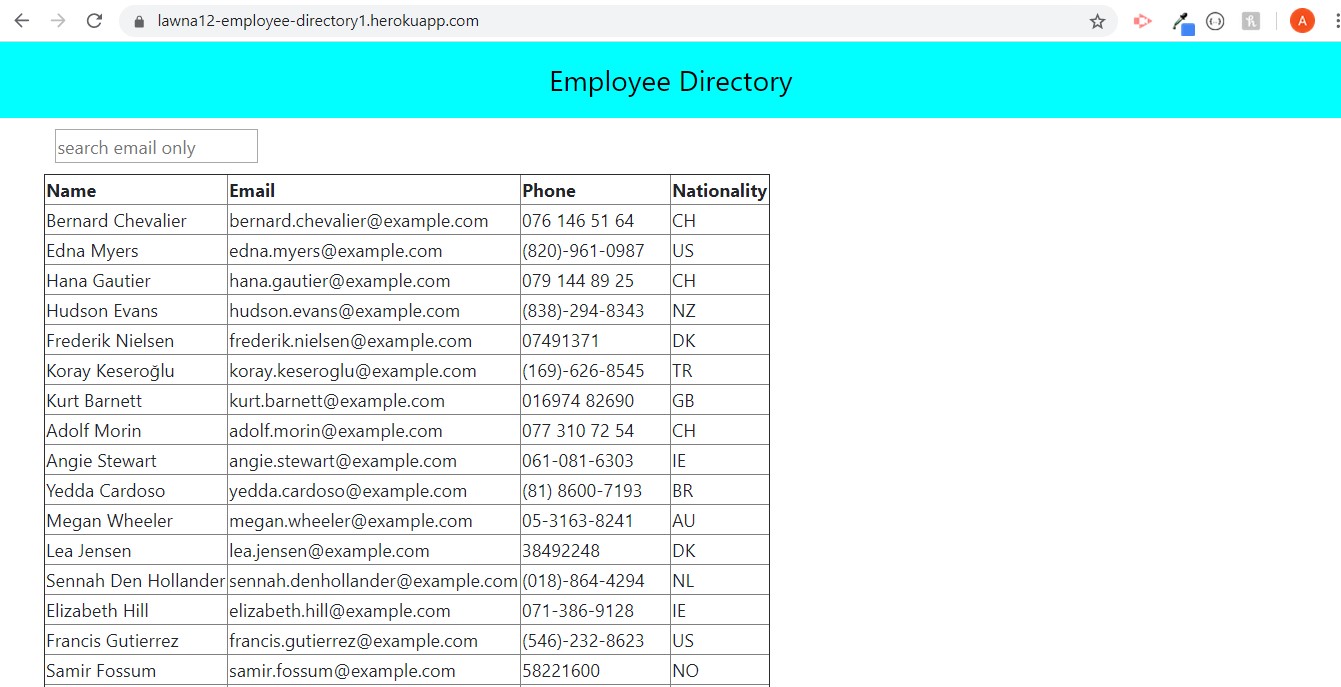 lawna12-employee-directory1.herokuapp.com A
Employee Directory
search email only
Name Email Phone Nationality
Bernard Chevalier bernard.chevalier@example.com 076 146 51 64 CH
Edna Myers edna.myers@example.com (820)-961-0987 US
Hana Gautier hana.gautier@example.com 079 144 89 25 CH
Hudson Evans hudson.evans@example.com (838)-294-8343 NZ
Frederik Nielsen frederik.nielsen@example.com 07491371 DK
Koray Keseroğlu koray.keseroglu@example.com (169)-626-8545 TR
Kurt Barnett kurt.barnett@example.com 016974 82690 GB
Adolf Morin adolf.morin@example.com 077 310 72 54 CH
Angie Stewart angie.stewart@example.com 061-081-6303 IE
Yedda Cardoso yedda.cardoso@example.com (81) 8600-7193 BR
Megan Wheeler megan.wheeler@example.com 05-3163-8241 AU
Lea Jensen lea.jensen@example.com 38492248 DK
Sennah Den Hollander sennah.denhollander@example.com (018)-864-4294 NL
Elizabeth Hill elizabeth.hill@example.com 071-386-9128 IE
Francis Gutierrez francis.gutierrez@example.com (546)-232-8623 US
Samir Fossum samir.fossum@example.com 58221600 NO